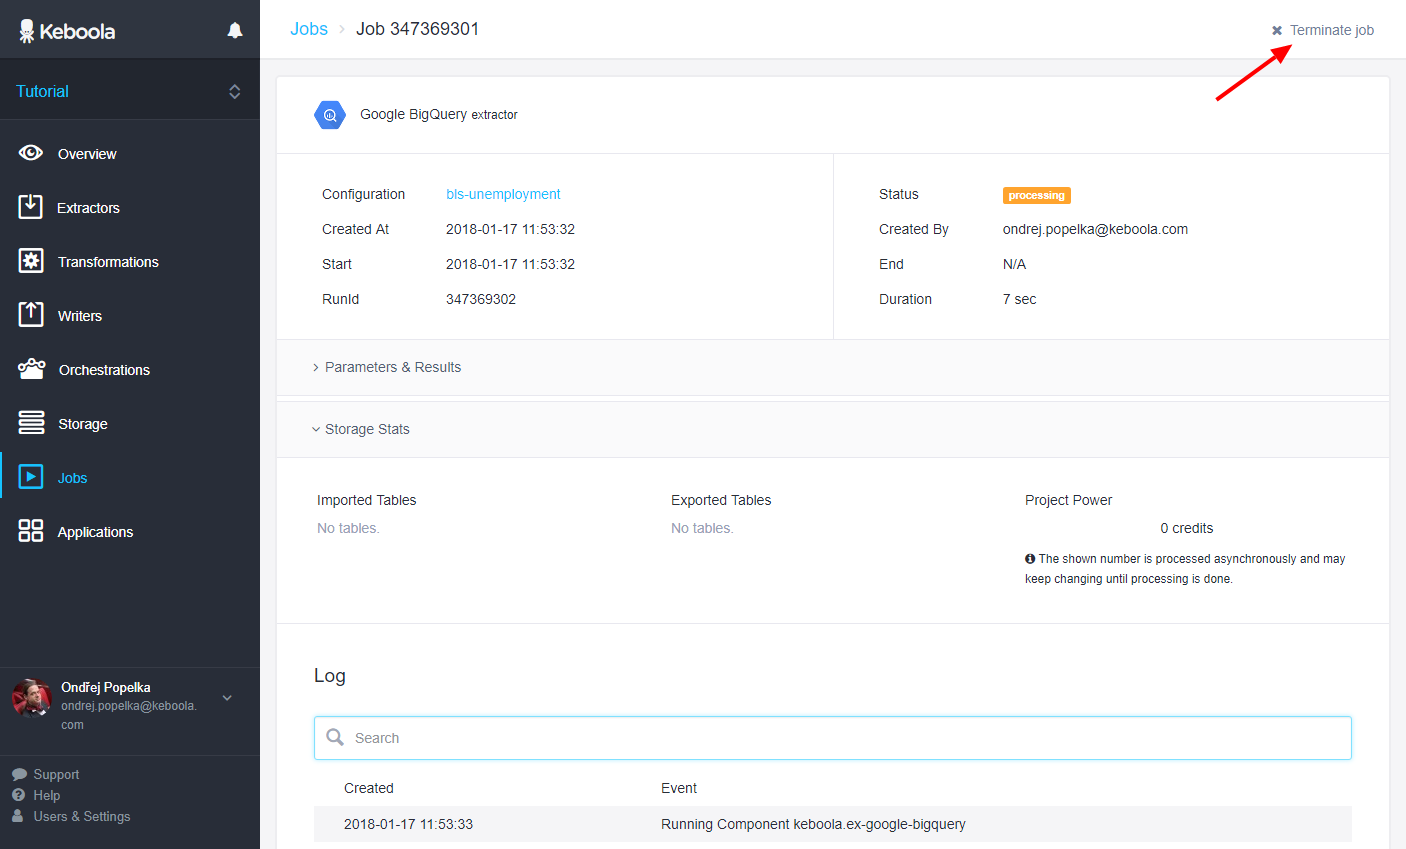 Keboola
Tutorial
Overview
Extractors
Transformations
Writers
Orchestrations
Storage
Jobs
Applications
Ondřej Popelka
ondrej.popelka@keboola.
com
Support
Help
Users & Settings
Jobs › Job 347369301
Terminate job
Google BigQuery extractor
Configuration bls-unemployment
Created At 2018-01-17 11:53:32
Start 2018-01-17 11:53:32
RunId 347369302
Status processing
Created By ondrej.popelka@keboola.com
End N/A
Duration 7 sec
Parameters & Results
Storage Stats
Imported Tables
No tables.
Exported Tables
No tables.
Project Power
0 credits
The shown number is processed asynchronously and may
keep changing until processing is done.
Log
Search
Created Event
2018-01-17 11:53:33 Running Component keboola.ex-google-bigquery